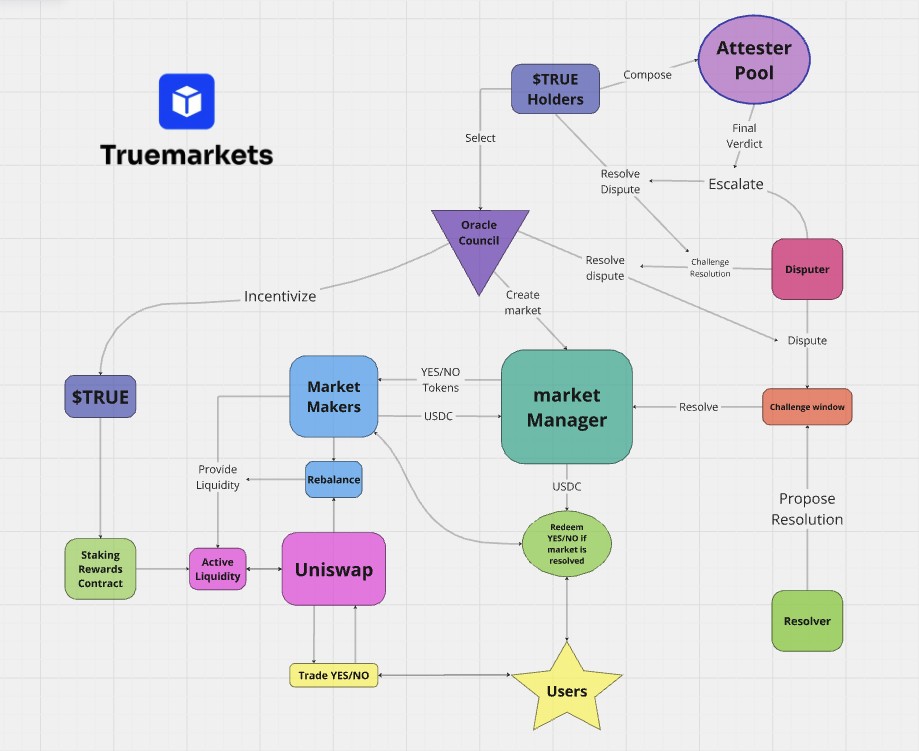 Attester
Pool
$TRUE
Holders
Compose
Truemarkets
Select
Final
Verdict
Resolve
Dispute
Escalate
Oracle
Council
Resolve
dispute
Challenge
Resolution
Disputer
Incentivize
Create
market
Dispute
$TRUE
Market
Makers
YES/NO
Tokens
USDC
market
Manager
Resolve
Challenge window
Provide
Liquidity
Rebalance
USDC
Propose
Resolution
Redeem
YES/NO if
market is
resolved
Staking
Rewards
Contract
Active
Liquidity
Uniswap
Resolver
Trade YES/NO
Users